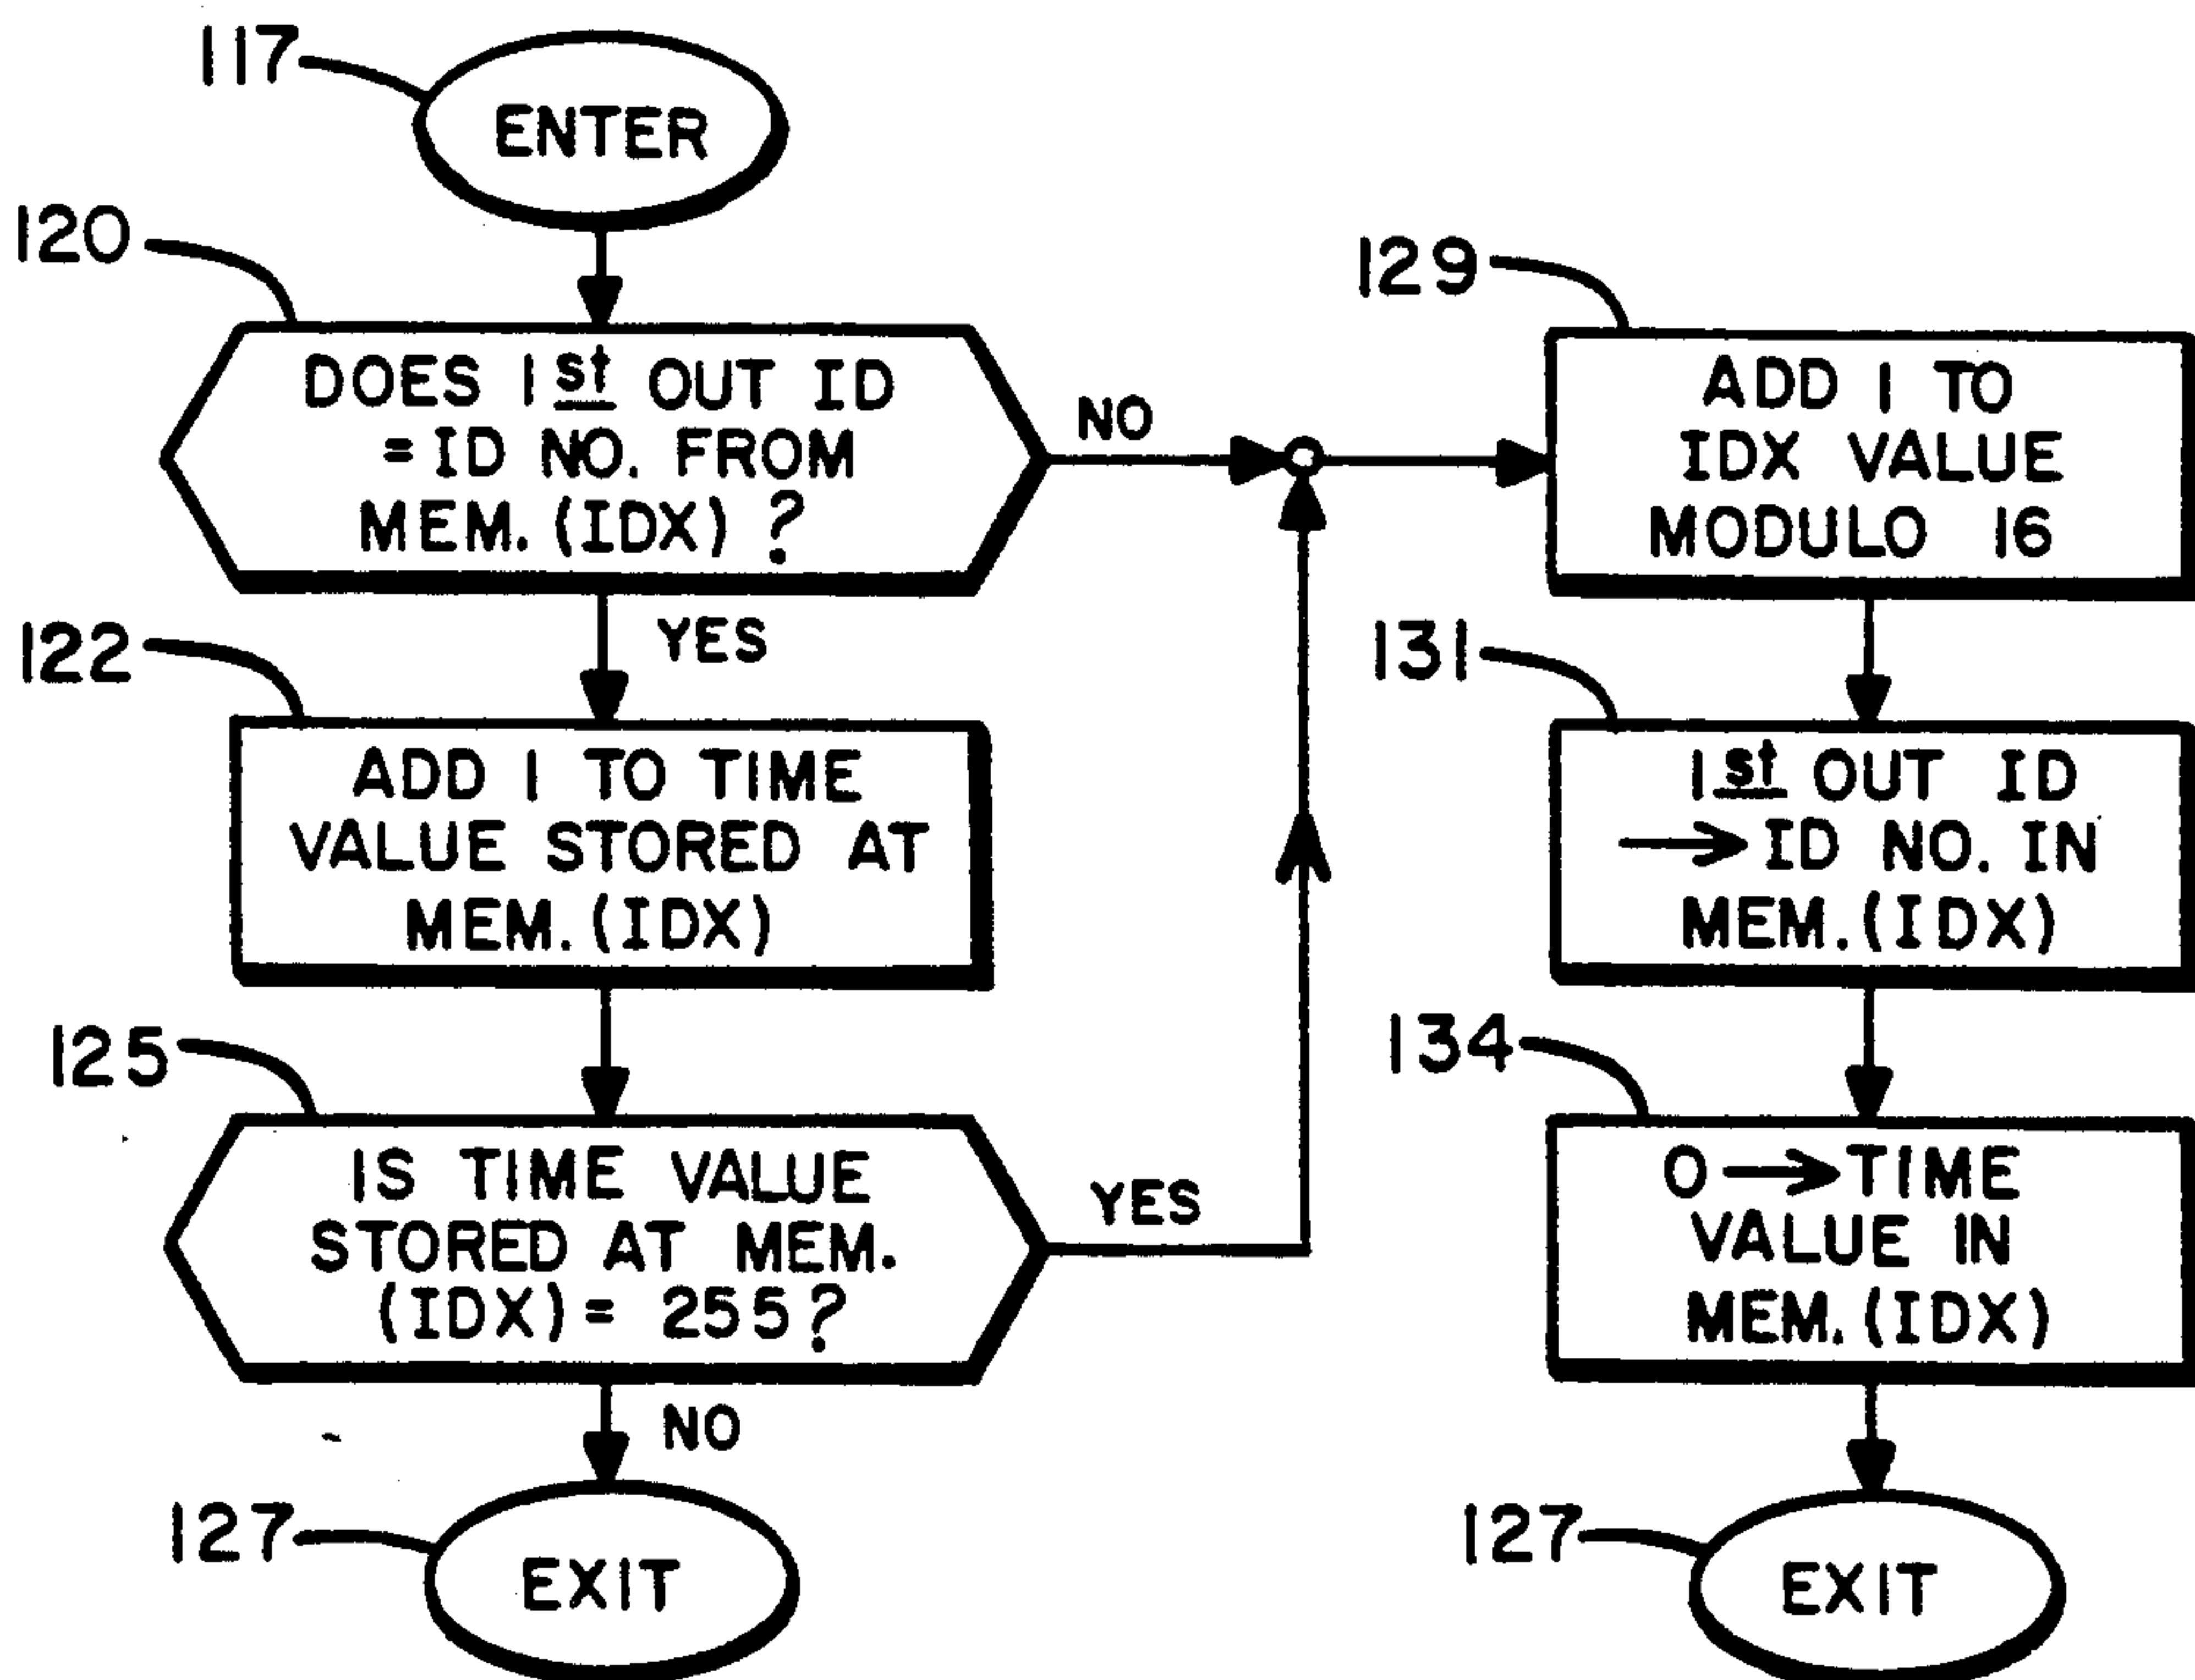 117
ENTER
120
DOES 1st OUT ID
= ID NO. FROM
MEM. (IDX) ?
NO
YES
122
ADD 1 TO TIME
VALUE STORED AT
MEM. (IDX)
125
IS TIME VALUE
STORED AT MEM.
(IDX) = 255?
YES
NO
127
EXIT
129
ADD 1 TO
IDX VALUE
MODULO 16
131
1st OUT ID
→ ID NO. IN
MEM. (IDX)
134
0 → TIME
VALUE IN
MEM. (IDX)
127
EXIT